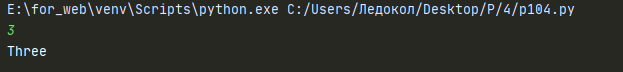 E:\for_web\venv\Scripts\python.exe C:/Users/Ледокол/Desktop/P/4/p104.py
3
Three